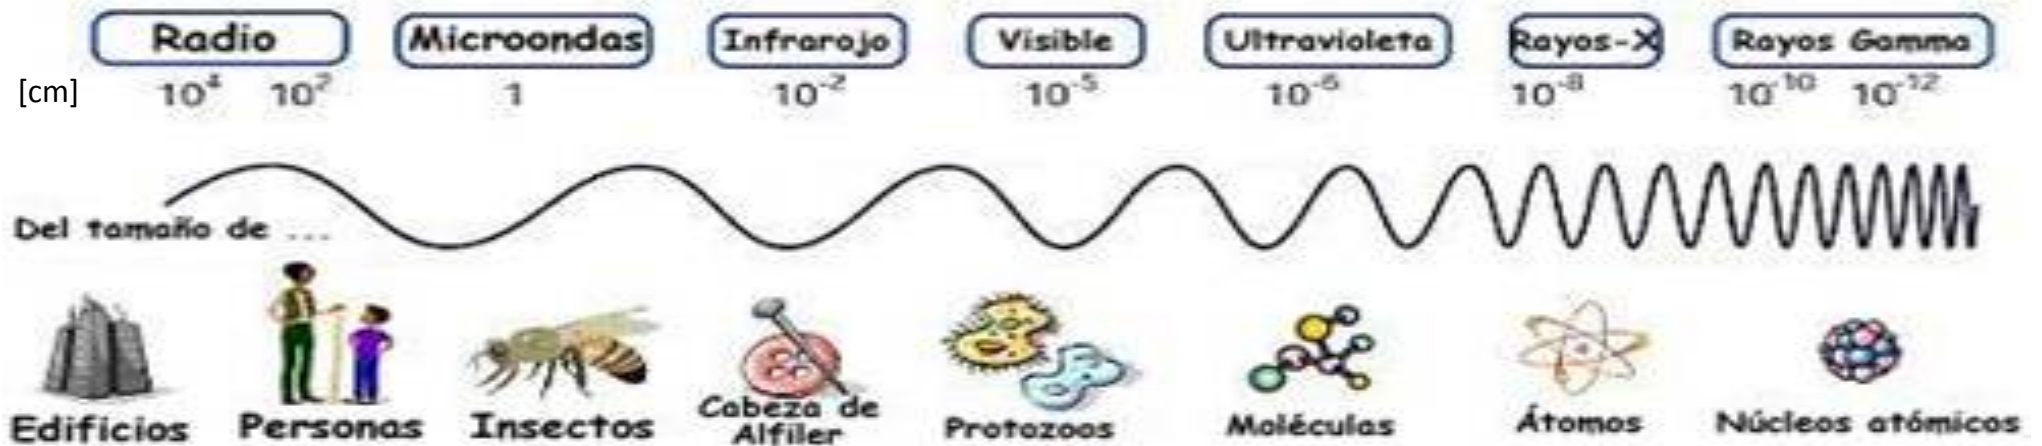 Radio Microondas Infrarojo Visible Ultravioleta Rayos-X Rayos Gamma
[cm] 10⁴ 10² 1 10⁻² 10⁻⁵ 10⁻⁶ 10⁻⁸ 10⁻¹⁰ 10⁻¹²
Del tamaño de ...
Edificios Personas Insectos Cabeza de Alfiler Protozoos Moléculas Átomos Núcleos atómicos